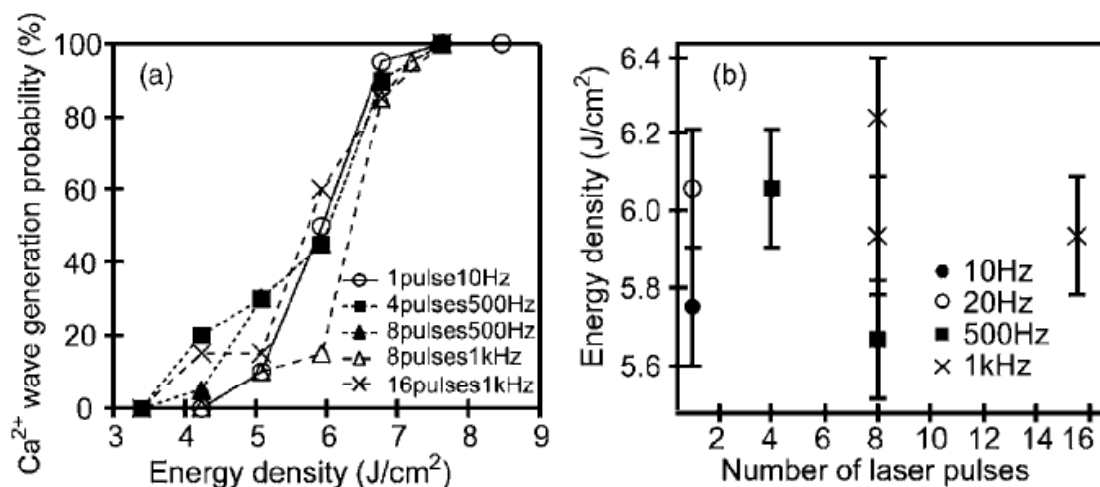 Ca2+ wave generation probability (%)
100
80
60
40
20
0
(a)
1pulse10Hz
4pulses500Hz
8pulses500Hz
8pulses1kHz
16pulses1kHz
3 4 5 6 7 8 9
Energy density (J/cm2)
Energy density (J/cm2)
6.4
6.2
6.0
5.8
5.6
(b)
10Hz
20Hz
500Hz
1kHz
2 4 6 8 10 12 14 16
Number of laser pulses